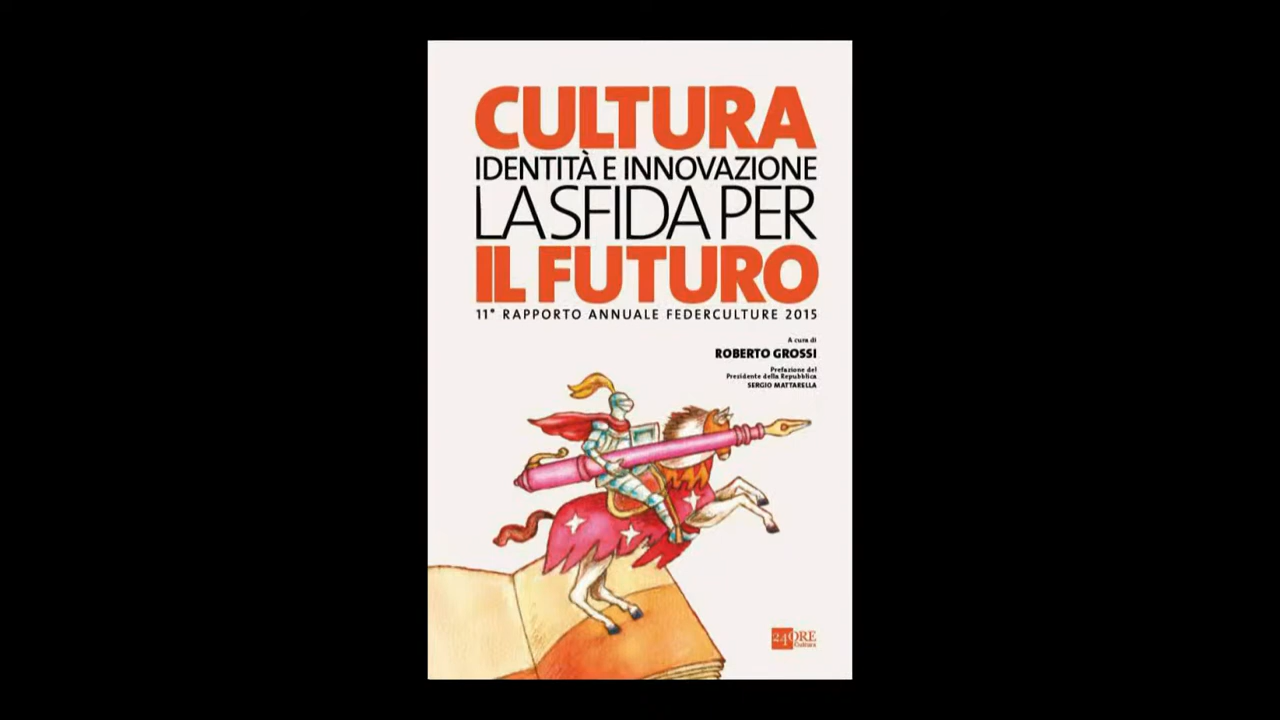 CULTURA
IDENTITÀ E INNOVAZIONE
LA SFIDA PER
IL FUTURO
11° RAPPORTO ANNUALE FEDERCULTURE 2015
A cura di
ROBERTO GROSSI
Prefazione del
Presidente della Repubblica
SERGIO MATTARELLA
24ORE
Cultura